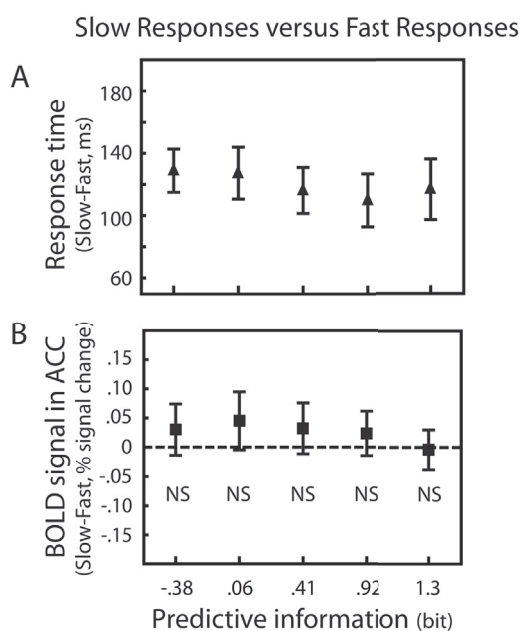 Slow Responses versus Fast Responses
A
Response time
(Slow-Fast, ms)
180
140
100
60
B
BOLD signal in ACC
(Slow-Fast, % signal change)
.15
.10
.05
0
-.05
-.10
-.15
NS NS NS NS NS
-.38 .06 .41 .92 1.3
Predictive information (bit)